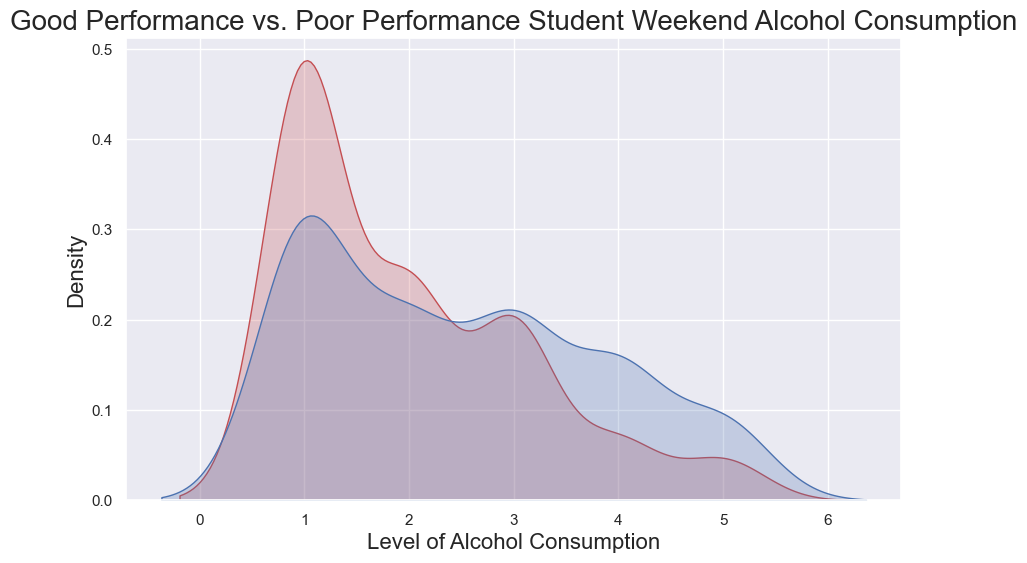 Good Performance vs. Poor Performance Student Weekend Alcohol Consumption
0.5
0.4
0.3
0.2
0.1
0.0
Density
0 1 2 3 4 5 6
Level of Alcohol Consumption